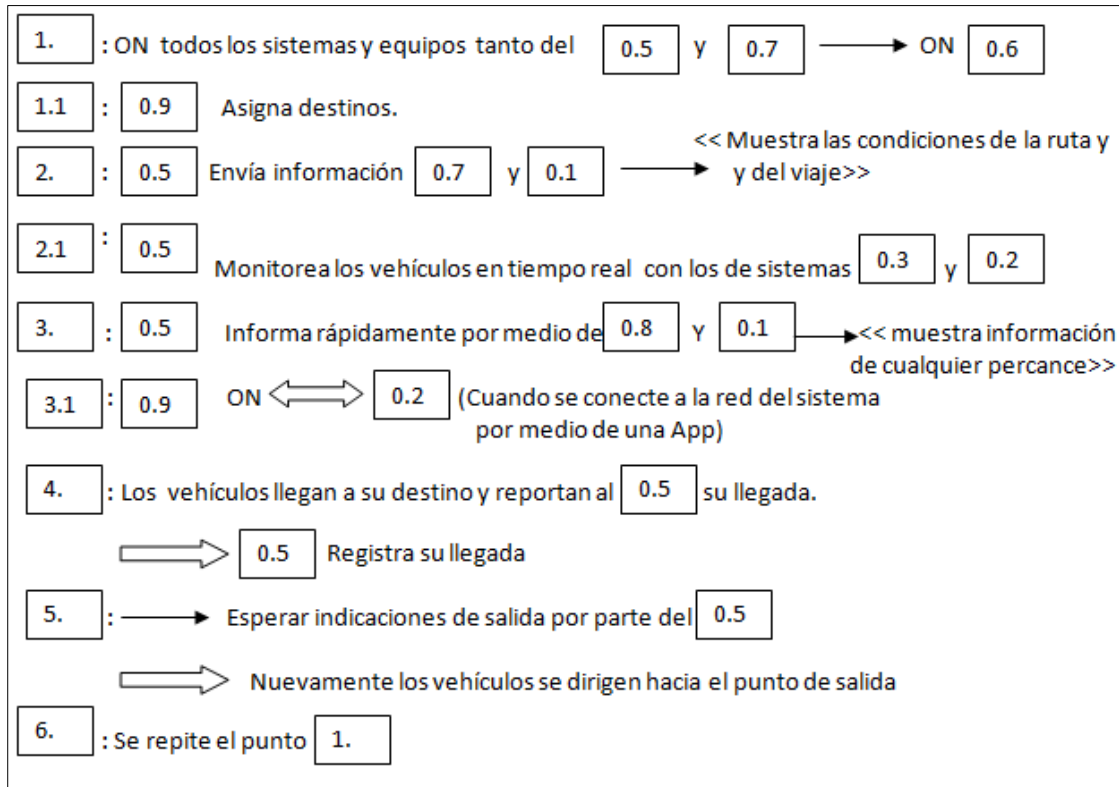 1. : ON todos los sistemas y equipos tanto del 0.5 y 0.7 ON 0.6
1.1 : 0.9 Asigna destinos.
2. : 0.5 Envía información 0.7 y 0.1 << Muestra las condiciones de la ruta y
y del viaje>>
2.1 : 0.5 Monitorea los vehículos en tiempo real con los de sistemas 0.3 y 0.2
3. : 0.5 Informa rápidamente por medio de 0.8 Y 0.1 << muestra información
de cualquier percance>>
3.1 : 0.9 ON 0.2 (Cuando se conecte a la red del sistema
por medio de una App)
4. : Los vehículos llegan a su destino y reportan al 0.5 su llegada.
0.5 Registra su llegada
5. : Esperar indicaciones de salida por parte del 0.5
Nuevamente los vehículos se dirigen hacia el punto de salida
6. : Se repite el punto 1.